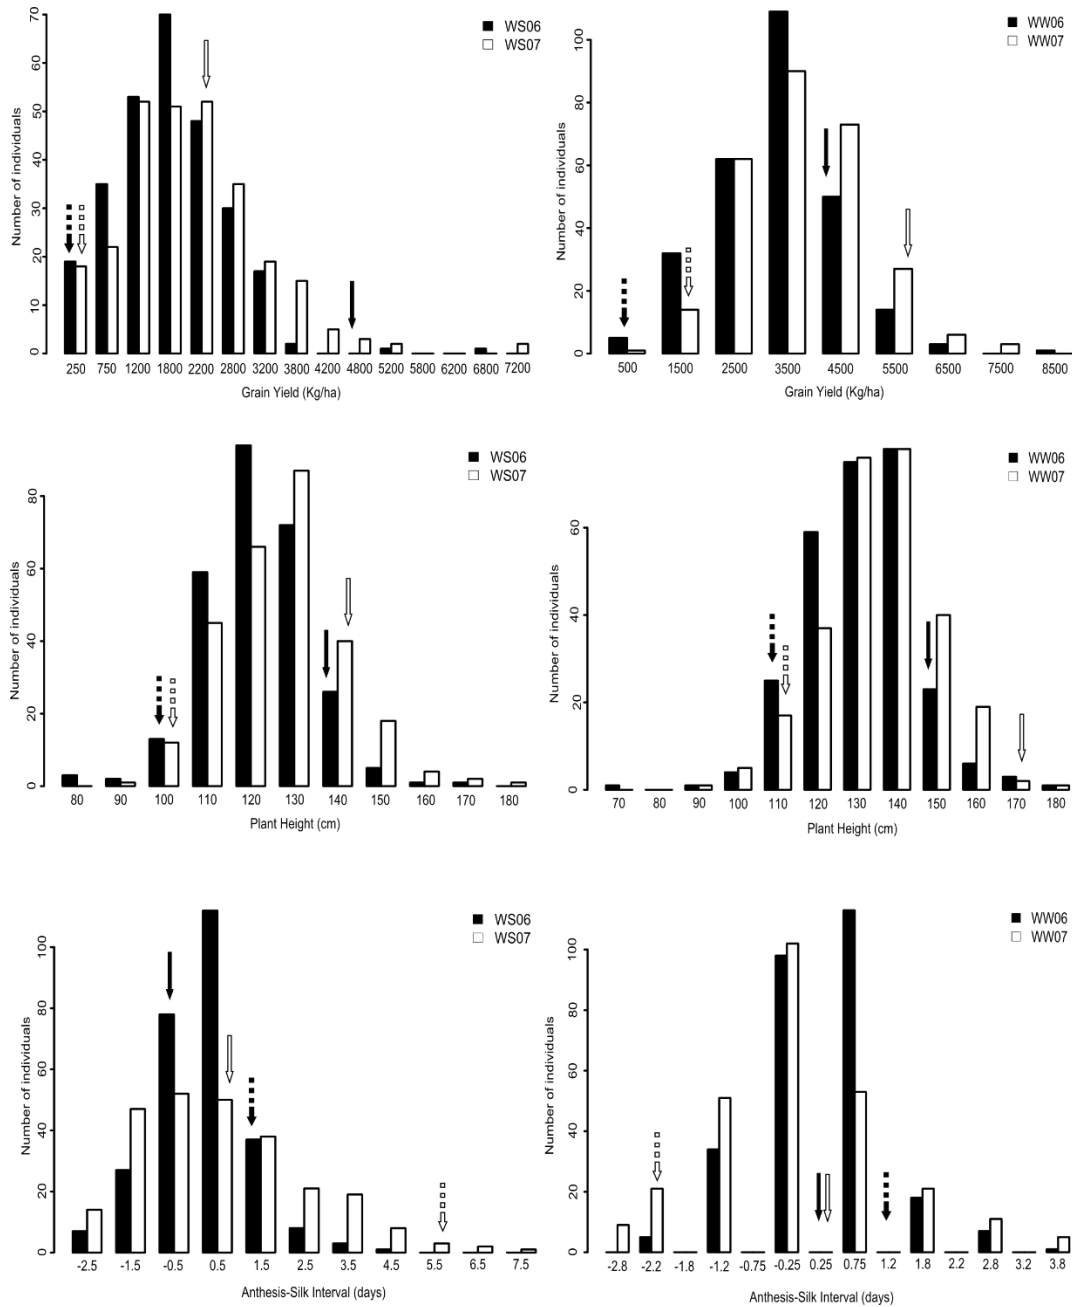 WS06
WS07
Number of individuals
0 10 20 30 40 50 60 70
250 750 1200 1800 2200 2800 3200 3800 4200 4800 5200 5800 6200 6800 7200
Grain Yield (Kg/ha)
WW06
WW07
Number of individuals
0 20 40 60 80 100
500 1500 2500 3500 4500 5500 6500 7500 8500
Grain Yield (Kg/ha)
WS06
WS07
Number of individuals
0 20 40 60 80
80 90 100 110 120 130 140 150 160 170 180
Plant Height (cm)
WW06
WW07
Number of individuals
0 20 40 60
70 80 90 100 110 120 130 140 150 160 170 180
Plant Height (cm)
WS06
WS07
Number of individuals
0 20 40 60 80 100
-2.5 -1.5 -0.5 0.5 1.5 2.5 3.5 4.5 5.5 6.5 7.5
Anthesis-Silk Interval (days)
WW06
WW07
Number of individuals
0 20 40 60 80 100
-2.8 -2.2 -1.8 -1.2 -0.75 -0.25 0.25 0.75 1.2 1.8 2.2 2.8 3.2 3.8
Anthesis-Silk Interval (days)